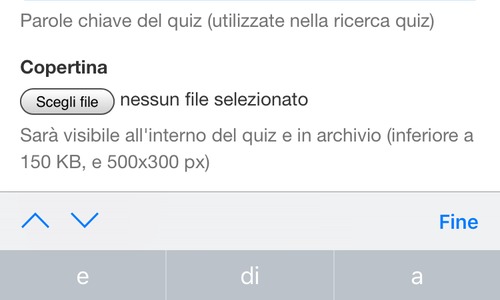 Parole chiave del quiz (utilizzate nella ricerca quiz)
Copertina
Scegli file nessun file selezionato
Sarà visibile all'interno del quiz e in archivio (inferiore a
150 KB, e 500x300 px)
Fine
e di a